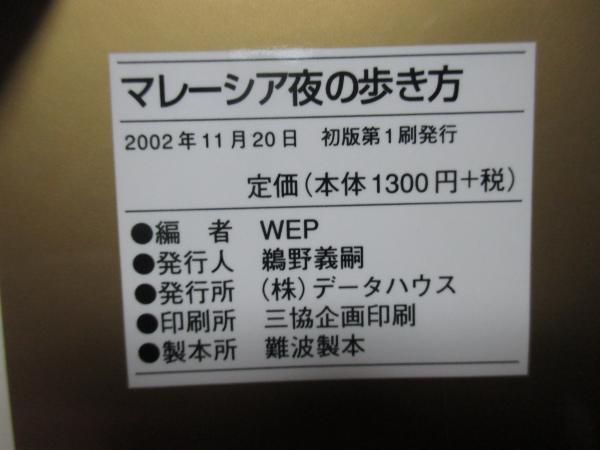 マレーシア夜の歩き方
2002年11月20日　初版第1刷発行
定価(本体1300円+税)
●編　者　WEP
●発行人　鵜野義嗣
●発行所　(株)データハウス
●印刷所　三協企画印刷
●製本所　難波製本